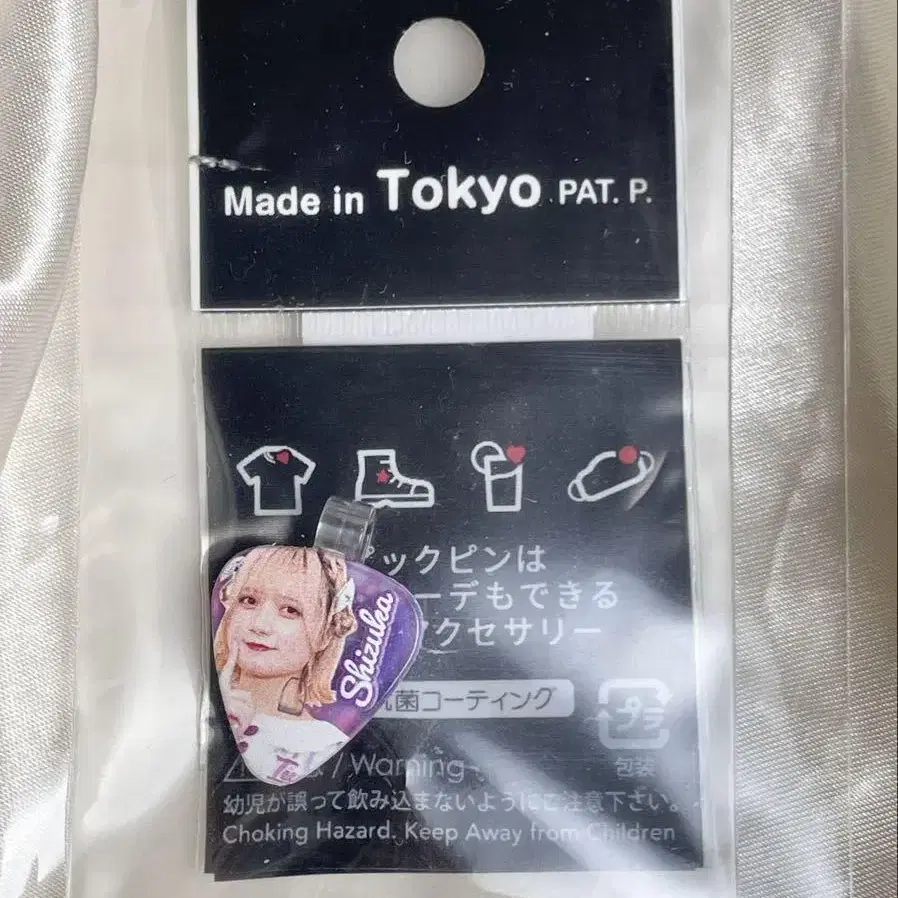 Made in Tokyo PAT. P.
ックピンは
ーデもできる
アクセサリー
Shizuka
菌コーティング
プラ
包装
/ Warning
幼児が誤って飲み込まないようにご注意下さい。
Choking Hazard. Keep Away from Children